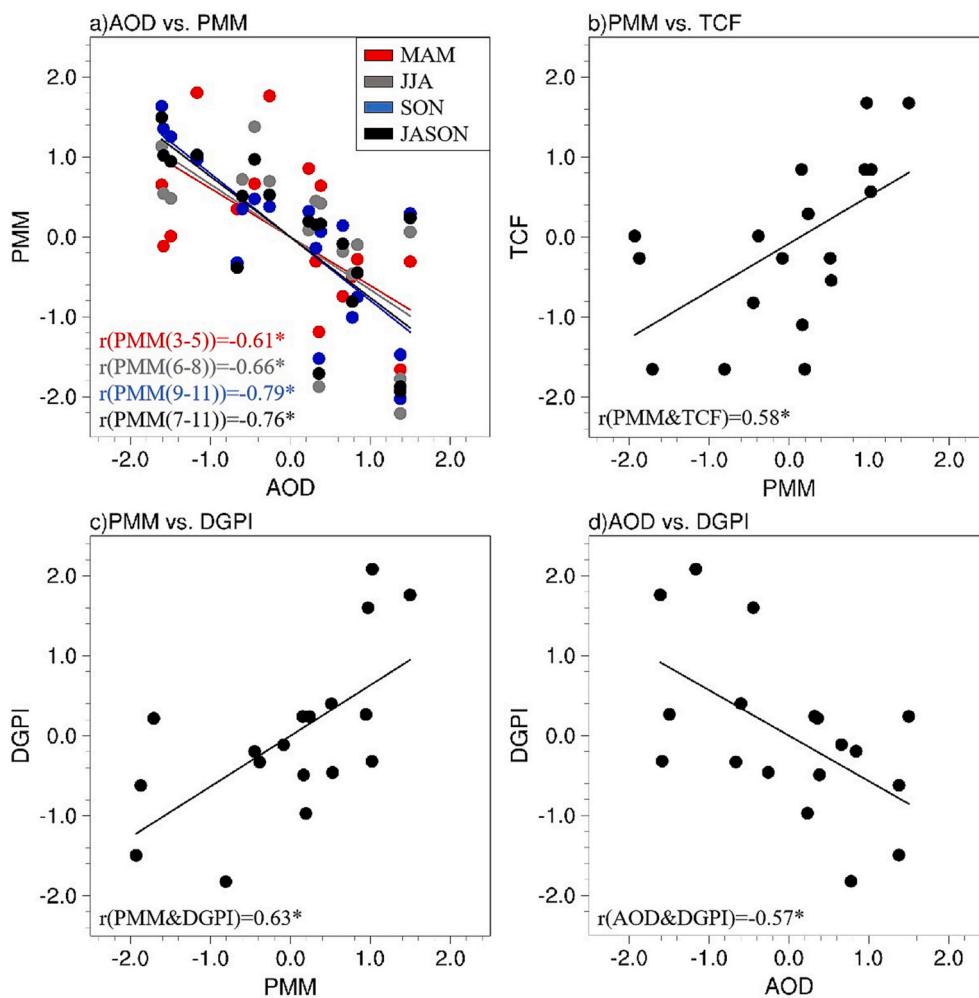 a)AOD vs. PMM
MAM
JJA
SON
JASON
PMM
2.0
1.0
0.0
-1.0
-2.0
r(PMM(3-5))=-0.61*
r(PMM(6-8))=-0.66*
r(PMM(9-11))=-0.79*
r(PMM(7-11))=-0.76*
-2.0 -1.0 0.0 1.0 2.0
AOD
b)PMM vs. TCF
TCF
2.0
1.0
0.0
-1.0
-2.0
r(PMM&TCF)=0.58*
-2.0 -1.0 0.0 1.0 2.0
PMM
c)PMM vs. DGPI
DGPI
2.0
1.0
0.0
-1.0
-2.0
r(PMM&DGPI)=0.63*
-2.0 -1.0 0.0 1.0 2.0
PMM
d)AOD vs. DGPI
DGPI
2.0
1.0
0.0
-1.0
-2.0
r(AOD&DGPI)=-0.57*
-2.0 -1.0 0.0 1.0 2.0
AOD